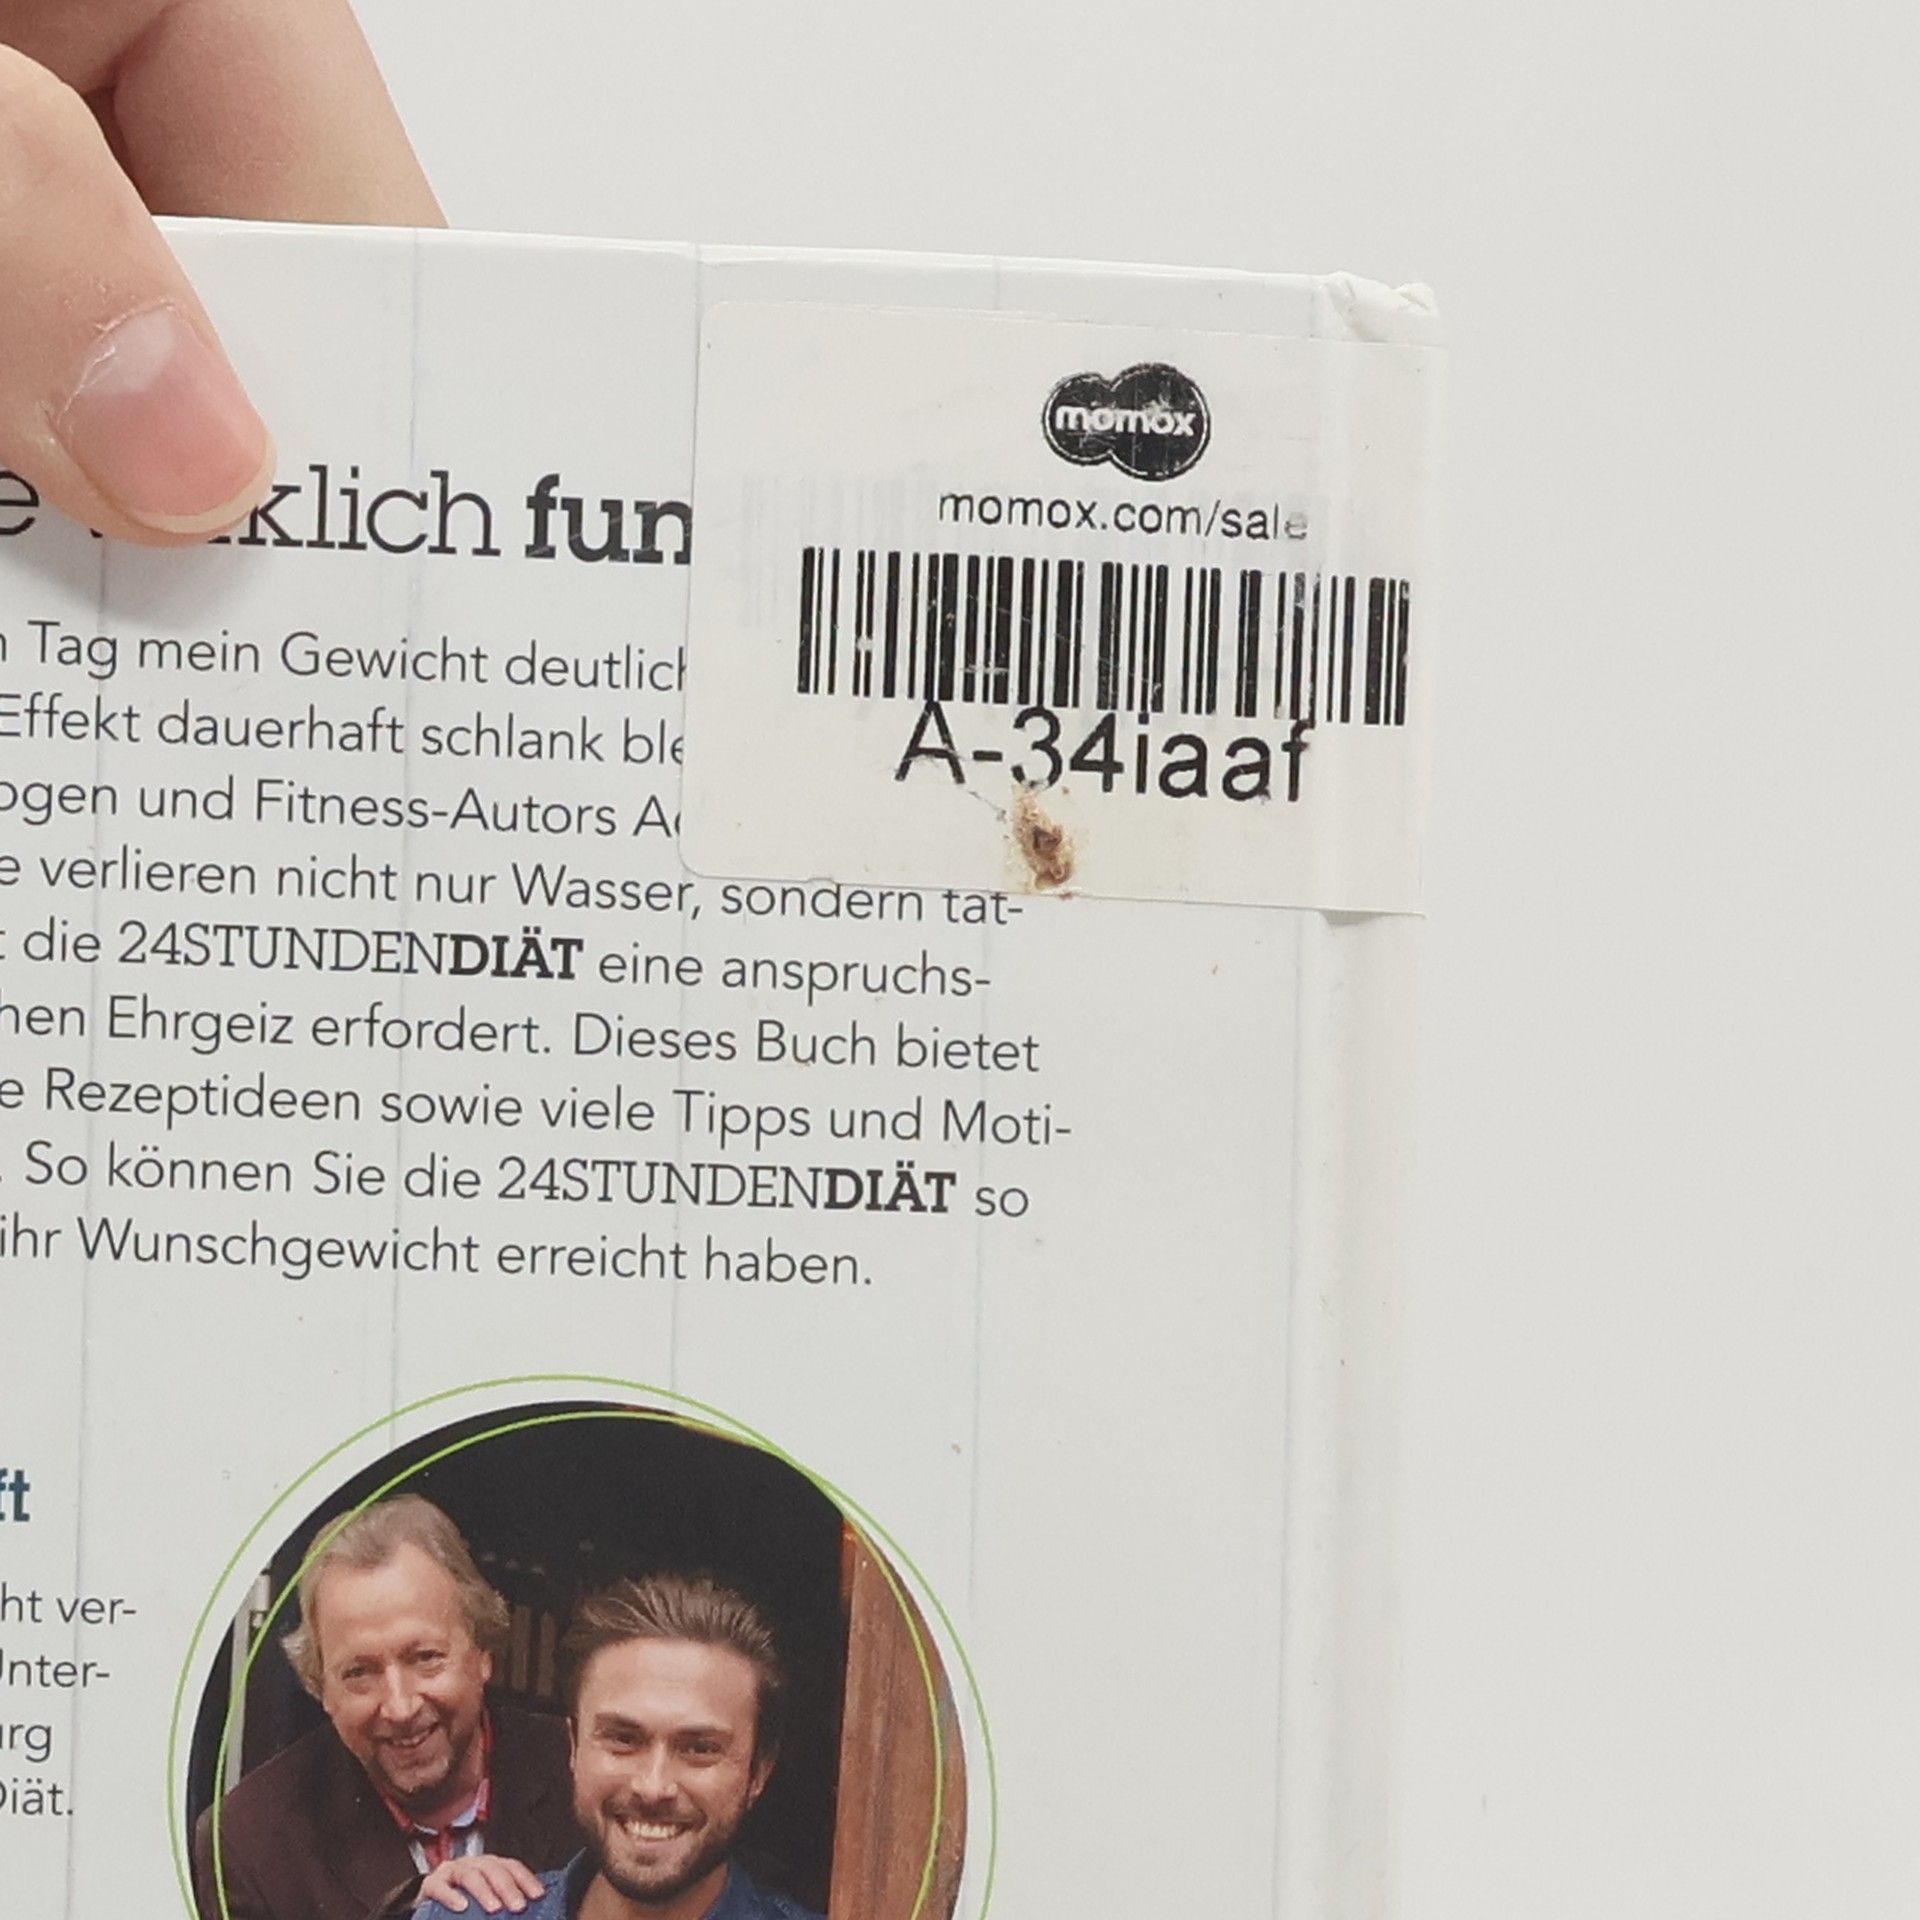 momox
momox.com/sale
A-34iaaf
klich fun
Tag mein Gewicht deutlich
Effekt dauerhaft schlank ble
ogen und Fitness-Autors A
e verlieren nicht nur Wasser, sondern tat-
die 24STUNDENDIÄT eine anspruchs-
hen Ehrgeiz erfordert. Dieses Buch bietet
e Rezeptideen sowie viele Tipps und Moti-
. So können Sie die 24STUNDENDIÄT so
ihr Wunschgewicht erreicht haben.
ft
ht ver-
Unter-
urg
Diät.